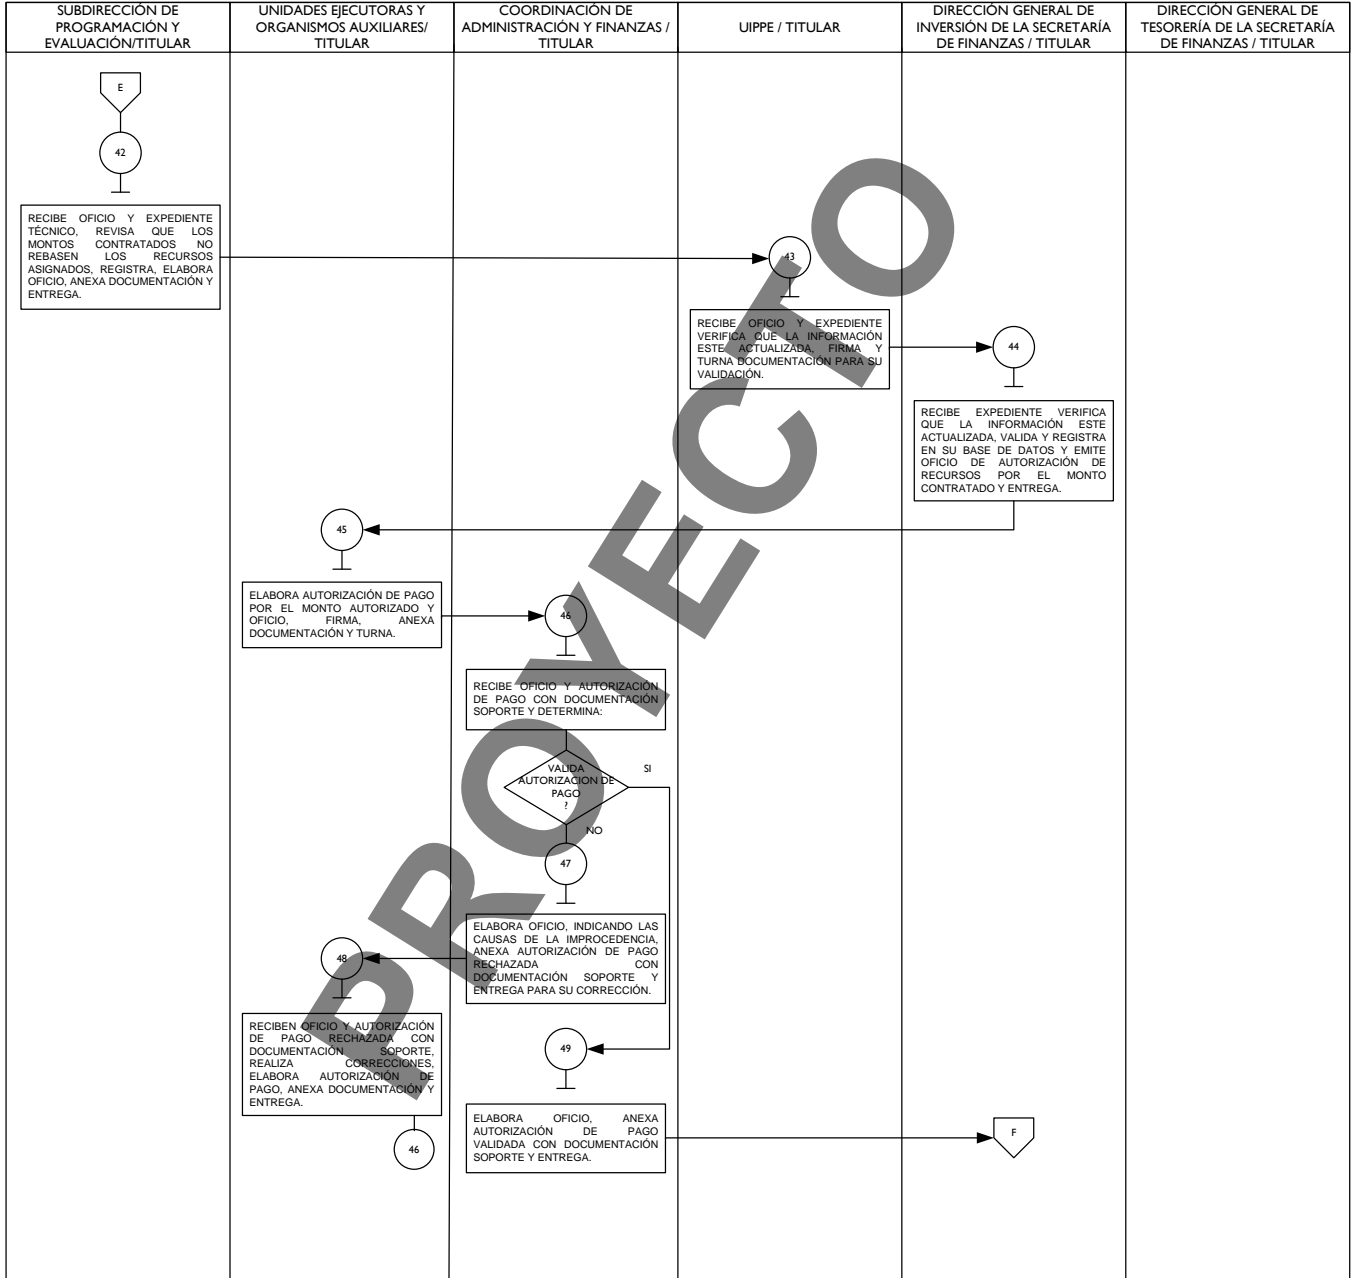 SUBDIRECCIÓN DE
PROGRAMACIÓN Y
EVALUACIÓN/TITULAR
UNIDADES EJECUTORAS Y
ORGANISMOS AUXILIARES/
TITULAR
COORDINACIÓN DE
ADMINISTRACIÓN Y FINANZAS /
TITULAR
UIPPE / TITULAR
DIRECCIÓN GENERAL DE
INVERSIÓN DE LA SECRETARÍA
DE FINANZAS / TITULAR
DIRECCIÓN GENERAL DE
TESORERÍA DE LA SECRETARÍA
DE FINANZAS / TITULAR
E
42
RECIBE OFICIO Y EXPEDIENTE
TÉCNICO, REVISA QUE LOS
MONTOS CONTRATADOS NO
REBASEN LOS RECURSOS
ASIGNADOS, REGISTRA, ELABORA
OFICIO, ANEXA DOCUMENTACIÓN Y
ENTREGA.
43
RECIBE OFICIO Y EXPEDIENTE
VERIFICA QUE LA INFORMACIÓN
ESTE ACTUALIZADA, FIRMA Y
TURNA DOCUMENTACIÓN PARA SU
VALIDACIÓN.
44
RECIBE EXPEDIENTE VERIFICA
QUE LA INFORMACIÓN ESTE
ACTUALIZADA, VALIDA Y REGISTRA
EN SU BASE DE DATOS Y EMITE
OFICIO DE AUTORIZACIÓN DE
RECURSOS POR EL MONTO
CONTRATADO Y ENTREGA.
45
ELABORA AUTORIZACIÓN DE PAGO
POR EL MONTO AUTORIZADO Y
OFICIO, FIRMA, ANEXA
DOCUMENTACIÓN Y TURNA.
46
RECIBE OFICIO Y AUTORIZACIÓN
DE PAGO CON DOCUMENTACIÓN
SOPORTE Y DETERMINA:
VALIDA
AUTORIZACION DE
PAGO
?
SI
NO
47
ELABORA OFICIO, INDICANDO LAS
CAUSAS DE LA IMPROCEDENCIA,
ANEXA AUTORIZACIÓN DE PAGO
RECHAZADA CON
DOCUMENTACIÓN SOPORTE Y
ENTREGA PARA SU CORRECCIÓN.
48
RECIBEN OFICIO Y AUTORIZACIÓN
DE PAGO RECHAZADA CON
DOCUMENTACIÓN SOPORTE,
REALIZA CORRECCIONES,
ELABORA AUTORIZACIÓN DE
PAGO, ANEXA DOCUMENTACIÓN Y
ENTREGA.
46
49
ELABORA OFICIO, ANEXA
AUTORIZACIÓN DE PAGO
VALIDADA CON DOCUMENTACIÓN
SOPORTE Y ENTREGA.
F
PROYECTO